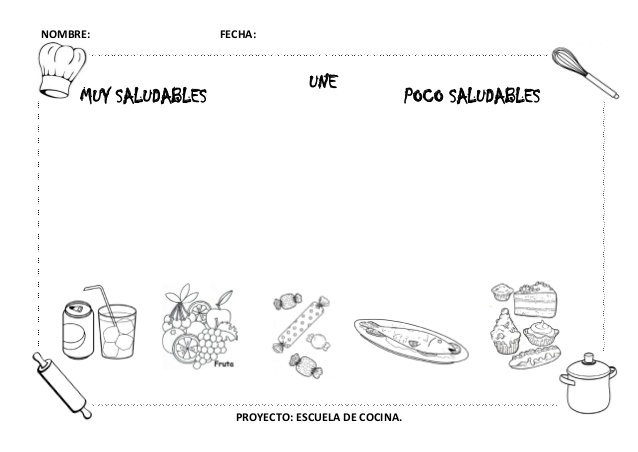 NOMBRE: FECHA:
UNE
MUY SALUDABLES POCO SALUDABLES
Fruta
PROYECTO: ESCUELA DE COCINA.